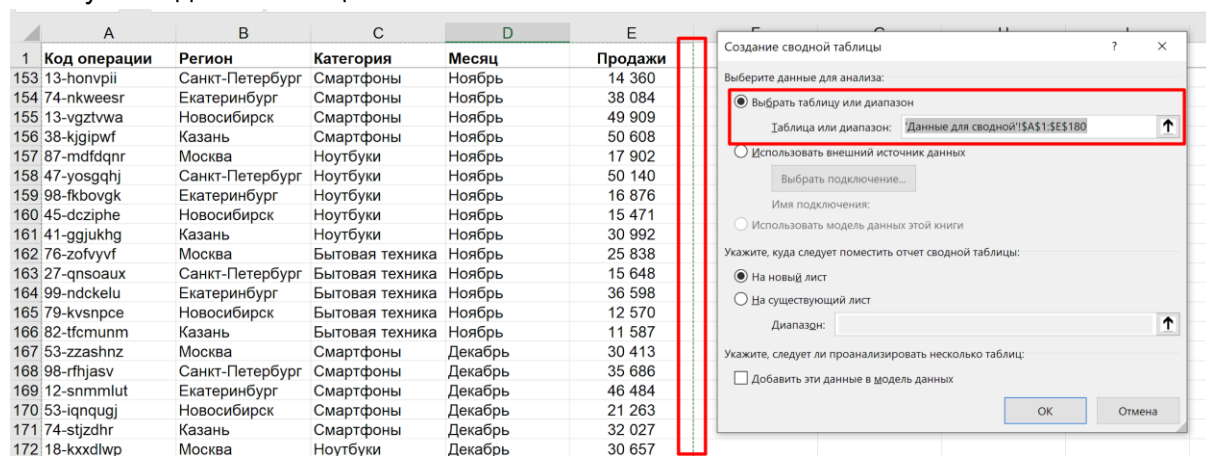 A B C D E
1 Код операции Регион Категория Месяц Продажи
153 13-honvpii Санкт-Петербург Смартфоны Ноябрь 14 360
154 74-nkweesr Екатеринбург Смартфоны Ноябрь 38 084
155 13-vgztvwa Новосибирск Смартфоны Ноябрь 49 909
156 38-kjgipwf Казань Смартфоны Ноябрь 50 608
157 87-mdfdqnr Москва Ноутбуки Ноябрь 17 902
158 47-yosgqhj Санкт-Петербург Ноутбуки Ноябрь 50 140
159 98-fkbovgk Екатеринбург Ноутбуки Ноябрь 16 876
160 45-dcziphe Новосибирск Ноутбуки Ноябрь 15 471
161 41-ggjukhg Казань Ноутбуки Ноябрь 30 992
162 76-zofvyvf Москва Бытовая техника Ноябрь 25 838
163 27-qnsoaux Санкт-Петербург Бытовая техника Ноябрь 15 648
164 99-ndckelu Екатеринбург Бытовая техника Ноябрь 36 598
165 79-kvsnpce Новосибирск Бытовая техника Ноябрь 12 570
166 82-tfcmunm Казань Бытовая техника Ноябрь 11 587
167 53-zzashnz Москва Смартфоны Декабрь 30 413
168 98-rfhjasv Санкт-Петербург Смартфоны Декабрь 35 686
169 12-snmmlut Екатеринбург Смартфоны Декабрь 46 484
170 53-iqnqugj Новосибирск Смартфоны Декабрь 21 263
171 74-stjzdhr Казань Смартфоны Декабрь 32 027
172 18-kxxdlwp Москва Ноутбуки Декабрь 30 657
Создание сводной таблицы ? ×
Выберите данные для анализа:
Выбрать таблицу или диапазон
Таблица или диапазон: 'Данные для сводной'!$A$1:$E$180
Использовать внешний источник данных
Выбрать подключение...
Имя подключения:
Использовать модель данных этой книги
Укажите, куда следует поместить отчет сводной таблицы:
На новый лист
На существующий лист
Диапазон:
Укажите, следует ли проанализировать несколько таблиц:
Добавить эти данные в модель данных
ОК Отмена